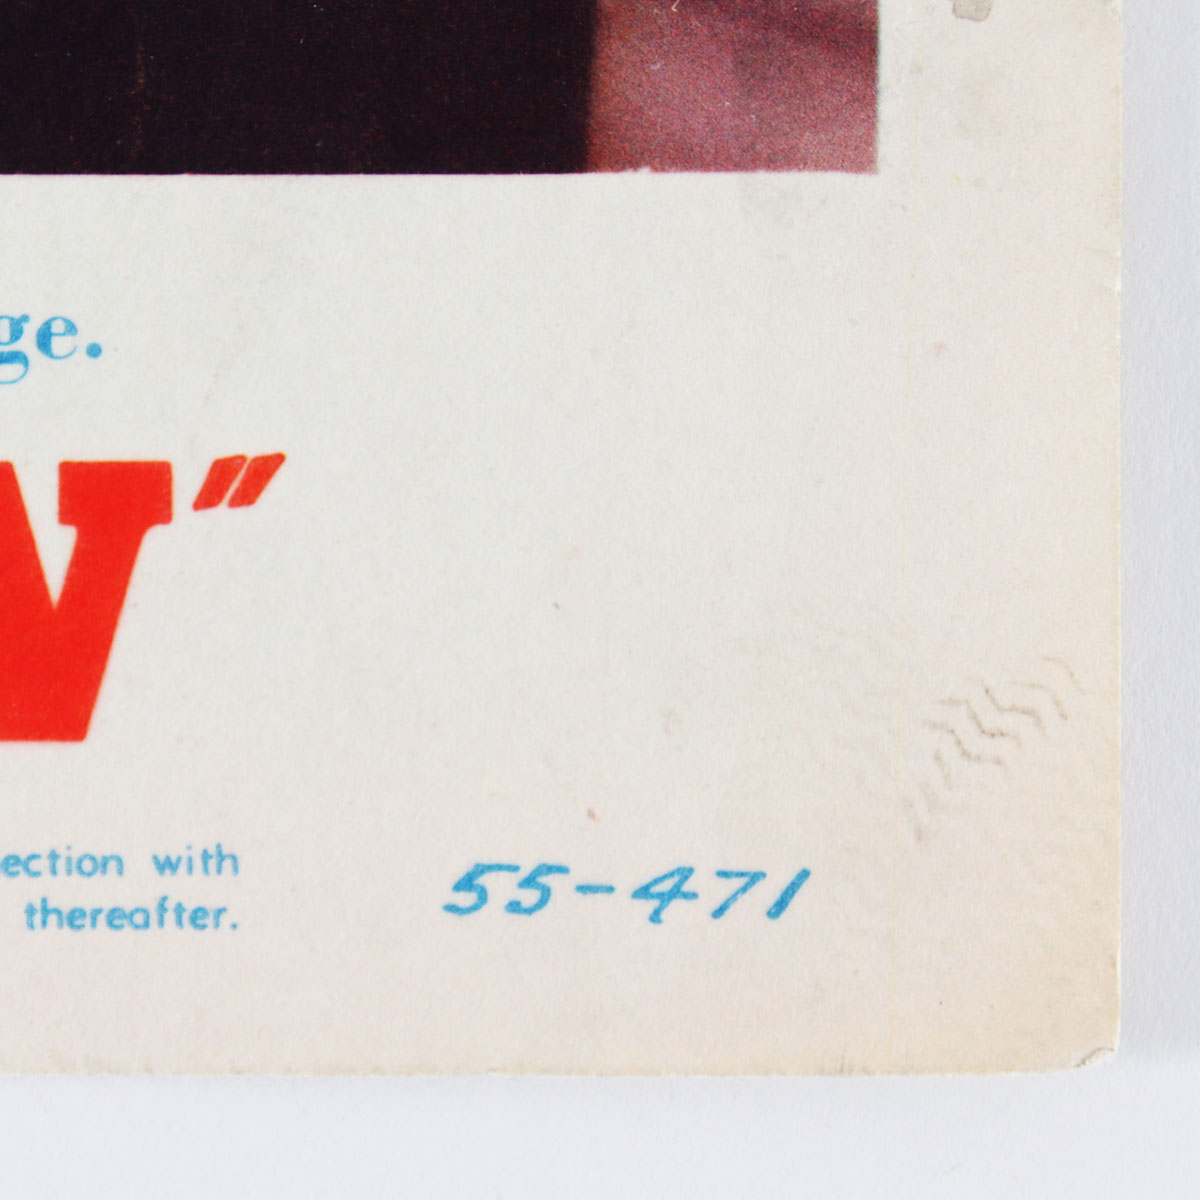 ge.
W"
ection with
thereafter.
55-471